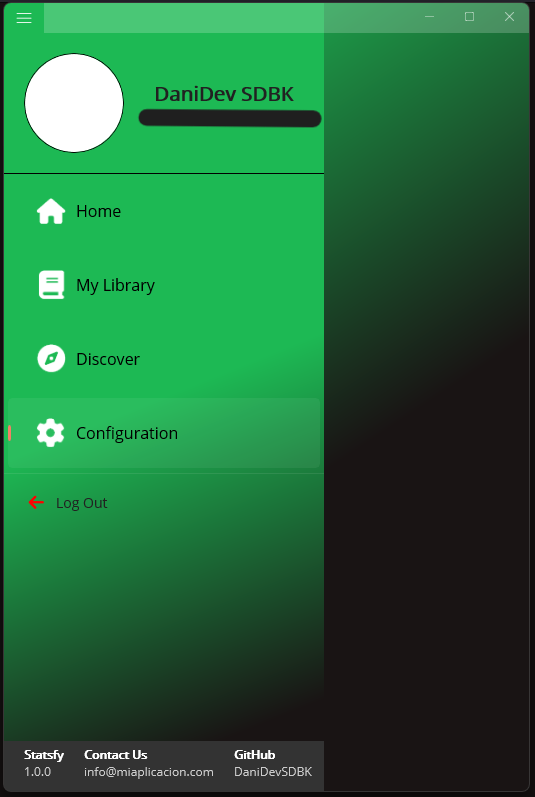 DaniDev SDBK
Home
My Library
Discover
Configuration
Log Out
Statsfy
1.0.0
Contact Us
info@miaplicacion.com
GitHub
DaniDevSDBK